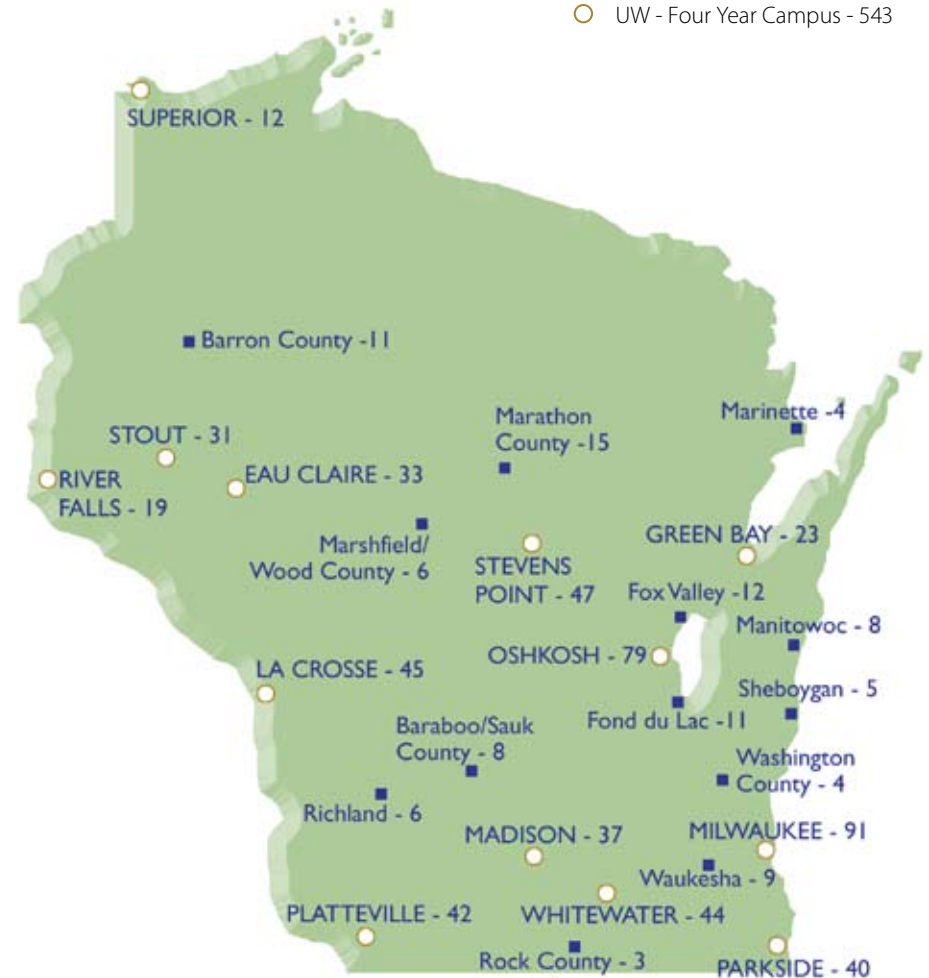 UW - Four Year Campus - 543
SUPERIOR - 12
Barron County -11
Marathon
County -15
Marinette -4
STOUT - 31
RIVER
FALLS - 19
EAU CLAIRE - 33
Marshfield/
Wood County - 6
STEVENS
POINT - 47
GREEN BAY - 23
Fox Valley -12
Manitowoc - 8
OSHKOSH - 79
LA CROSSE - 45
Sheboygan - 5
Fond du Lac -11
Baraboo/Sauk
County - 8
Washington
County - 4
Richland - 6
MADISON - 37
MILWAUKEE - 91
Waukesha - 9
PLATTEVILLE - 42
WHITEWATER - 44
Rock County - 3
PARKSIDE - 40